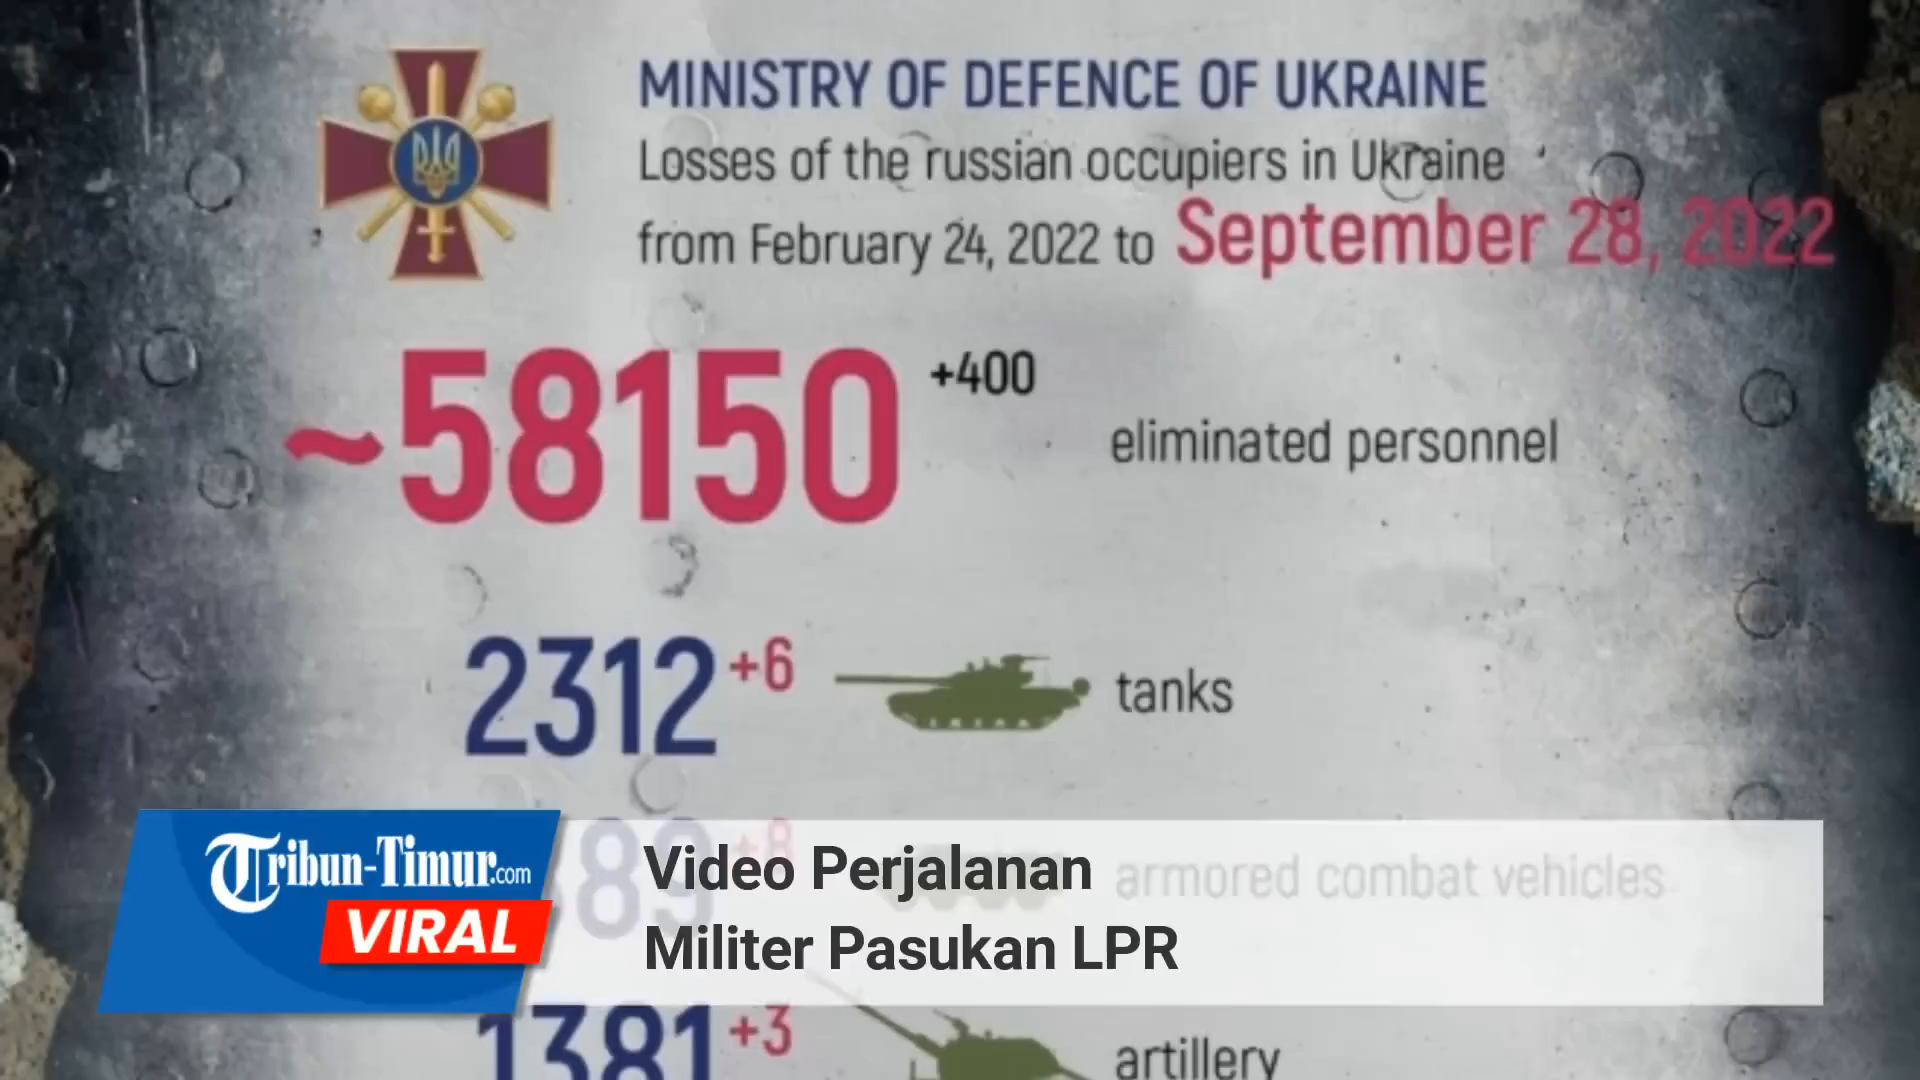 MINISTRY OF DEFENCE OF UKRAINE
Losses of the russian occupiers in Ukraine
from February 24, 2022 to September 28, 2022
~58150 +400 eliminated personnel
2312 +6 tanks
+8 armored combat vehicles
Tribun-Timur.com
VIRAL
Video Perjalanan
Militer Pasukan LPR
1381 +3 artillery